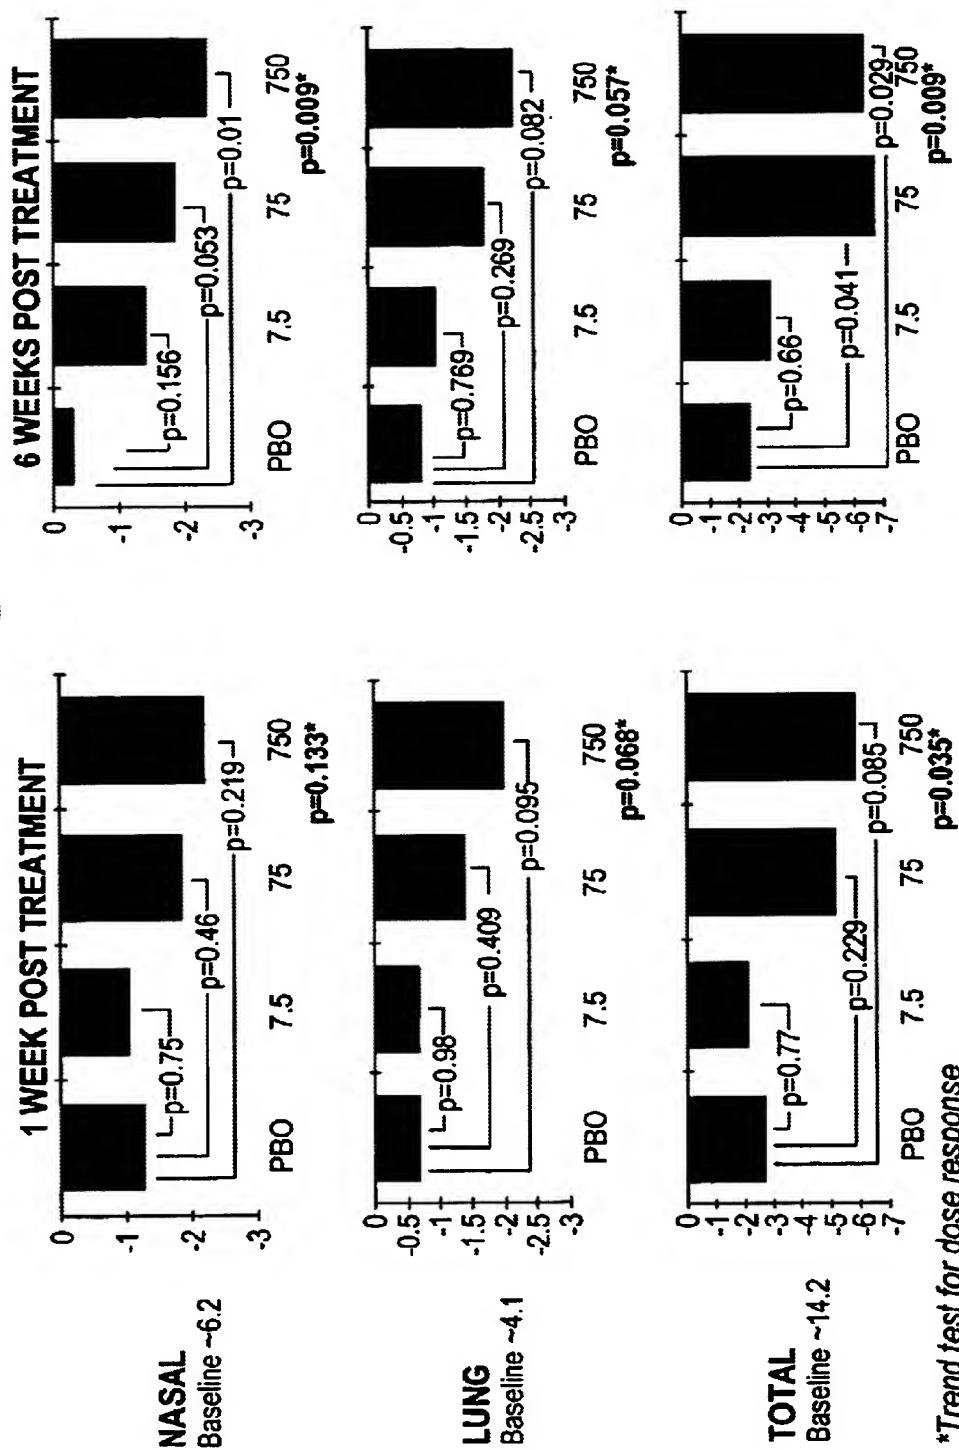 1 WEEK POST TREATMENT
6 WEEKS POST TREATMENT
NASAL
Baseline ~6.2
0
-1
-2
-3
p=0.75
p=0.46
p=0.219
PBO
7.5
75
750
p=0.133*
0
-1
-2
-3
p=0.156
p=0.053
p=0.01
PBO
7.5
75
750
p=0.009*
LUNG
Baseline ~4.1
0
-0.5
-1
-1.5
-2
-2.5
-3
p=0.98
p=0.409
p=0.095
PBO
7.5
75
750
p=0.068*
0
-0.5
-1
-1.5
-2
-2.5
-3
p=0.769
p=0.269
p=0.082
PBO
7.5
75
750
p=0.057*
TOTAL
Baseline ~14.2
0
-1
-2
-3
-4
-5
-6
-7
p=0.77
p=0.229
p=0.085
PBO
7.5
75
750
p=0.035*
0
-1
-2
-3
-4
-5
-6
-7
p=0.66
p=0.041
p=0.029
PBO
7.5
75
750
p=0.009*
*Trend test for dose response